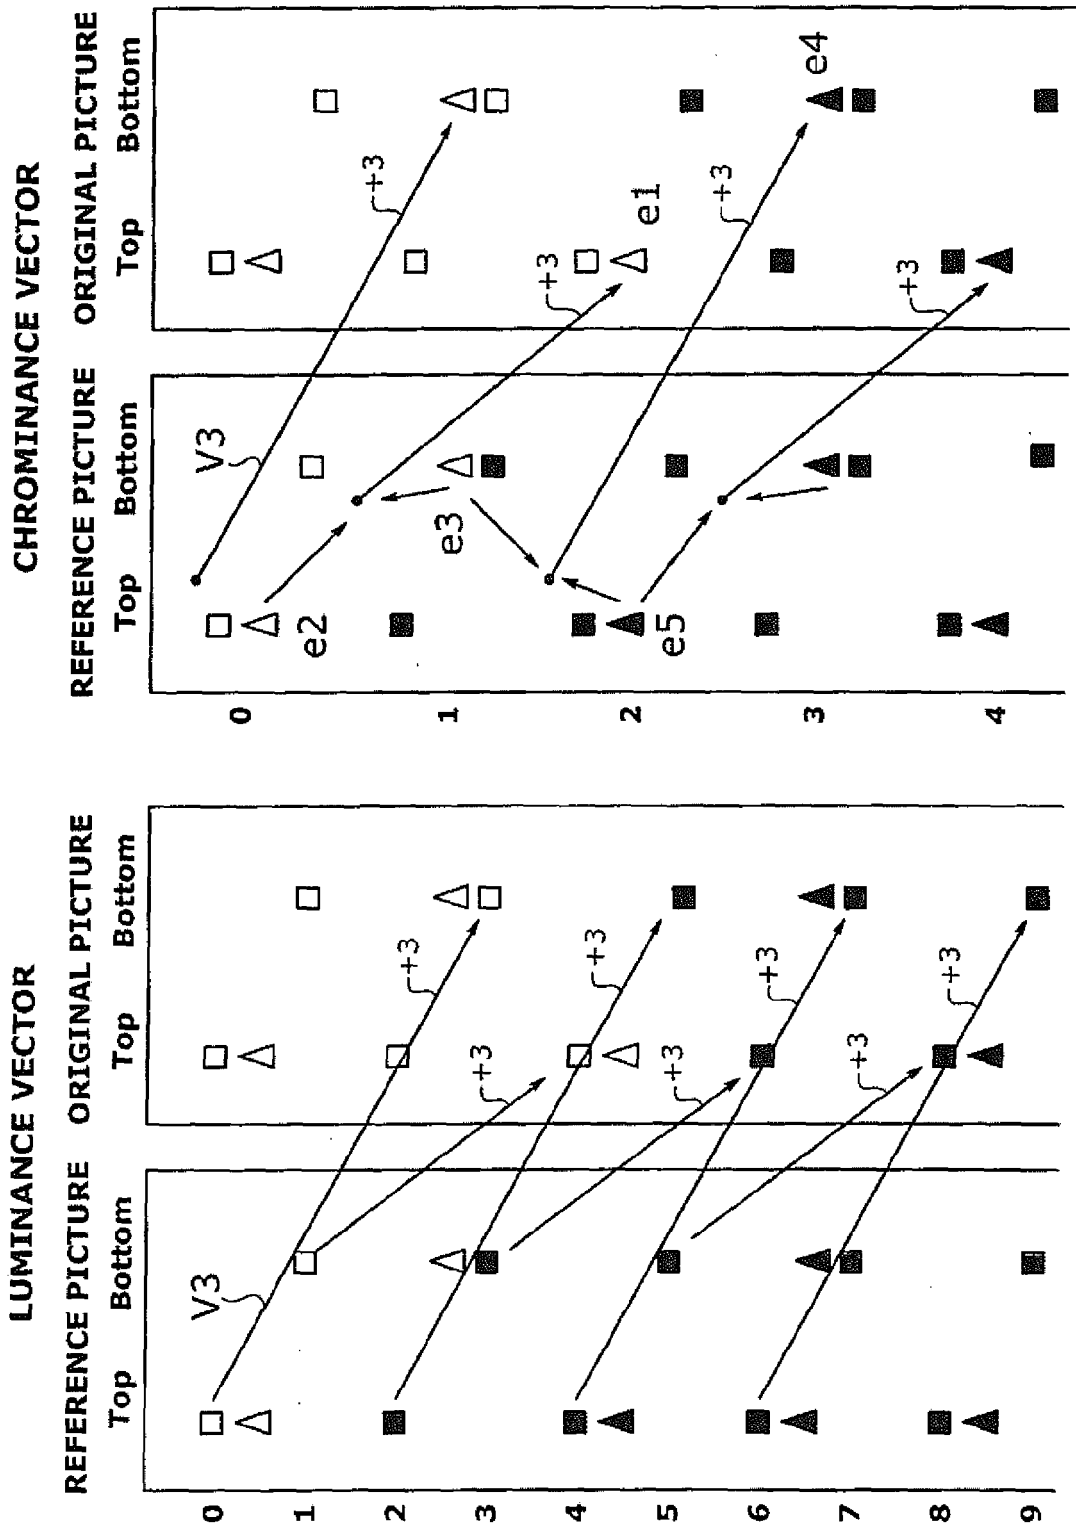 CHROMINANCE VECTOR
REFERENCE PICTURE ORIGINAL PICTURE
Top Bottom Top Bottom
V3
+3
+3
+3
+3
e1
e2
e3
e4
e5
0
1
2
3
4
LUMINANCE VECTOR
REFERENCE PICTURE ORIGINAL PICTURE
Top Bottom Top Bottom
V3
+3
+3
+3
+3
+3
+3
+3
0
1
2
3
4
5
6
7
8
9